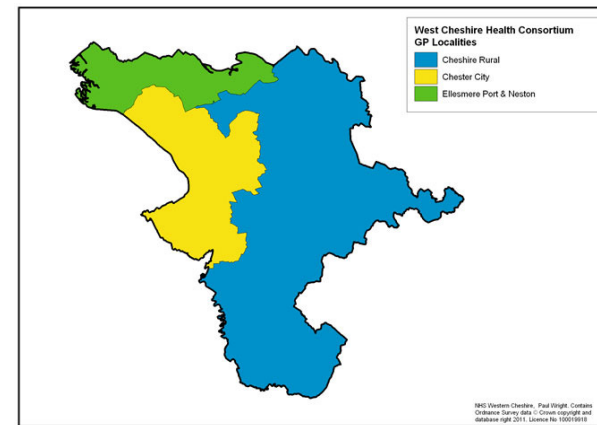 West Cheshire Health Consortium
GP Localities
Cheshire Rural
Chester City
Ellesmere Port & Neston
NHS Western Cheshire, Paul Wright. Contains
Ordnance Survey data © Crown copyright and
database right 2011. Licence No 100019918